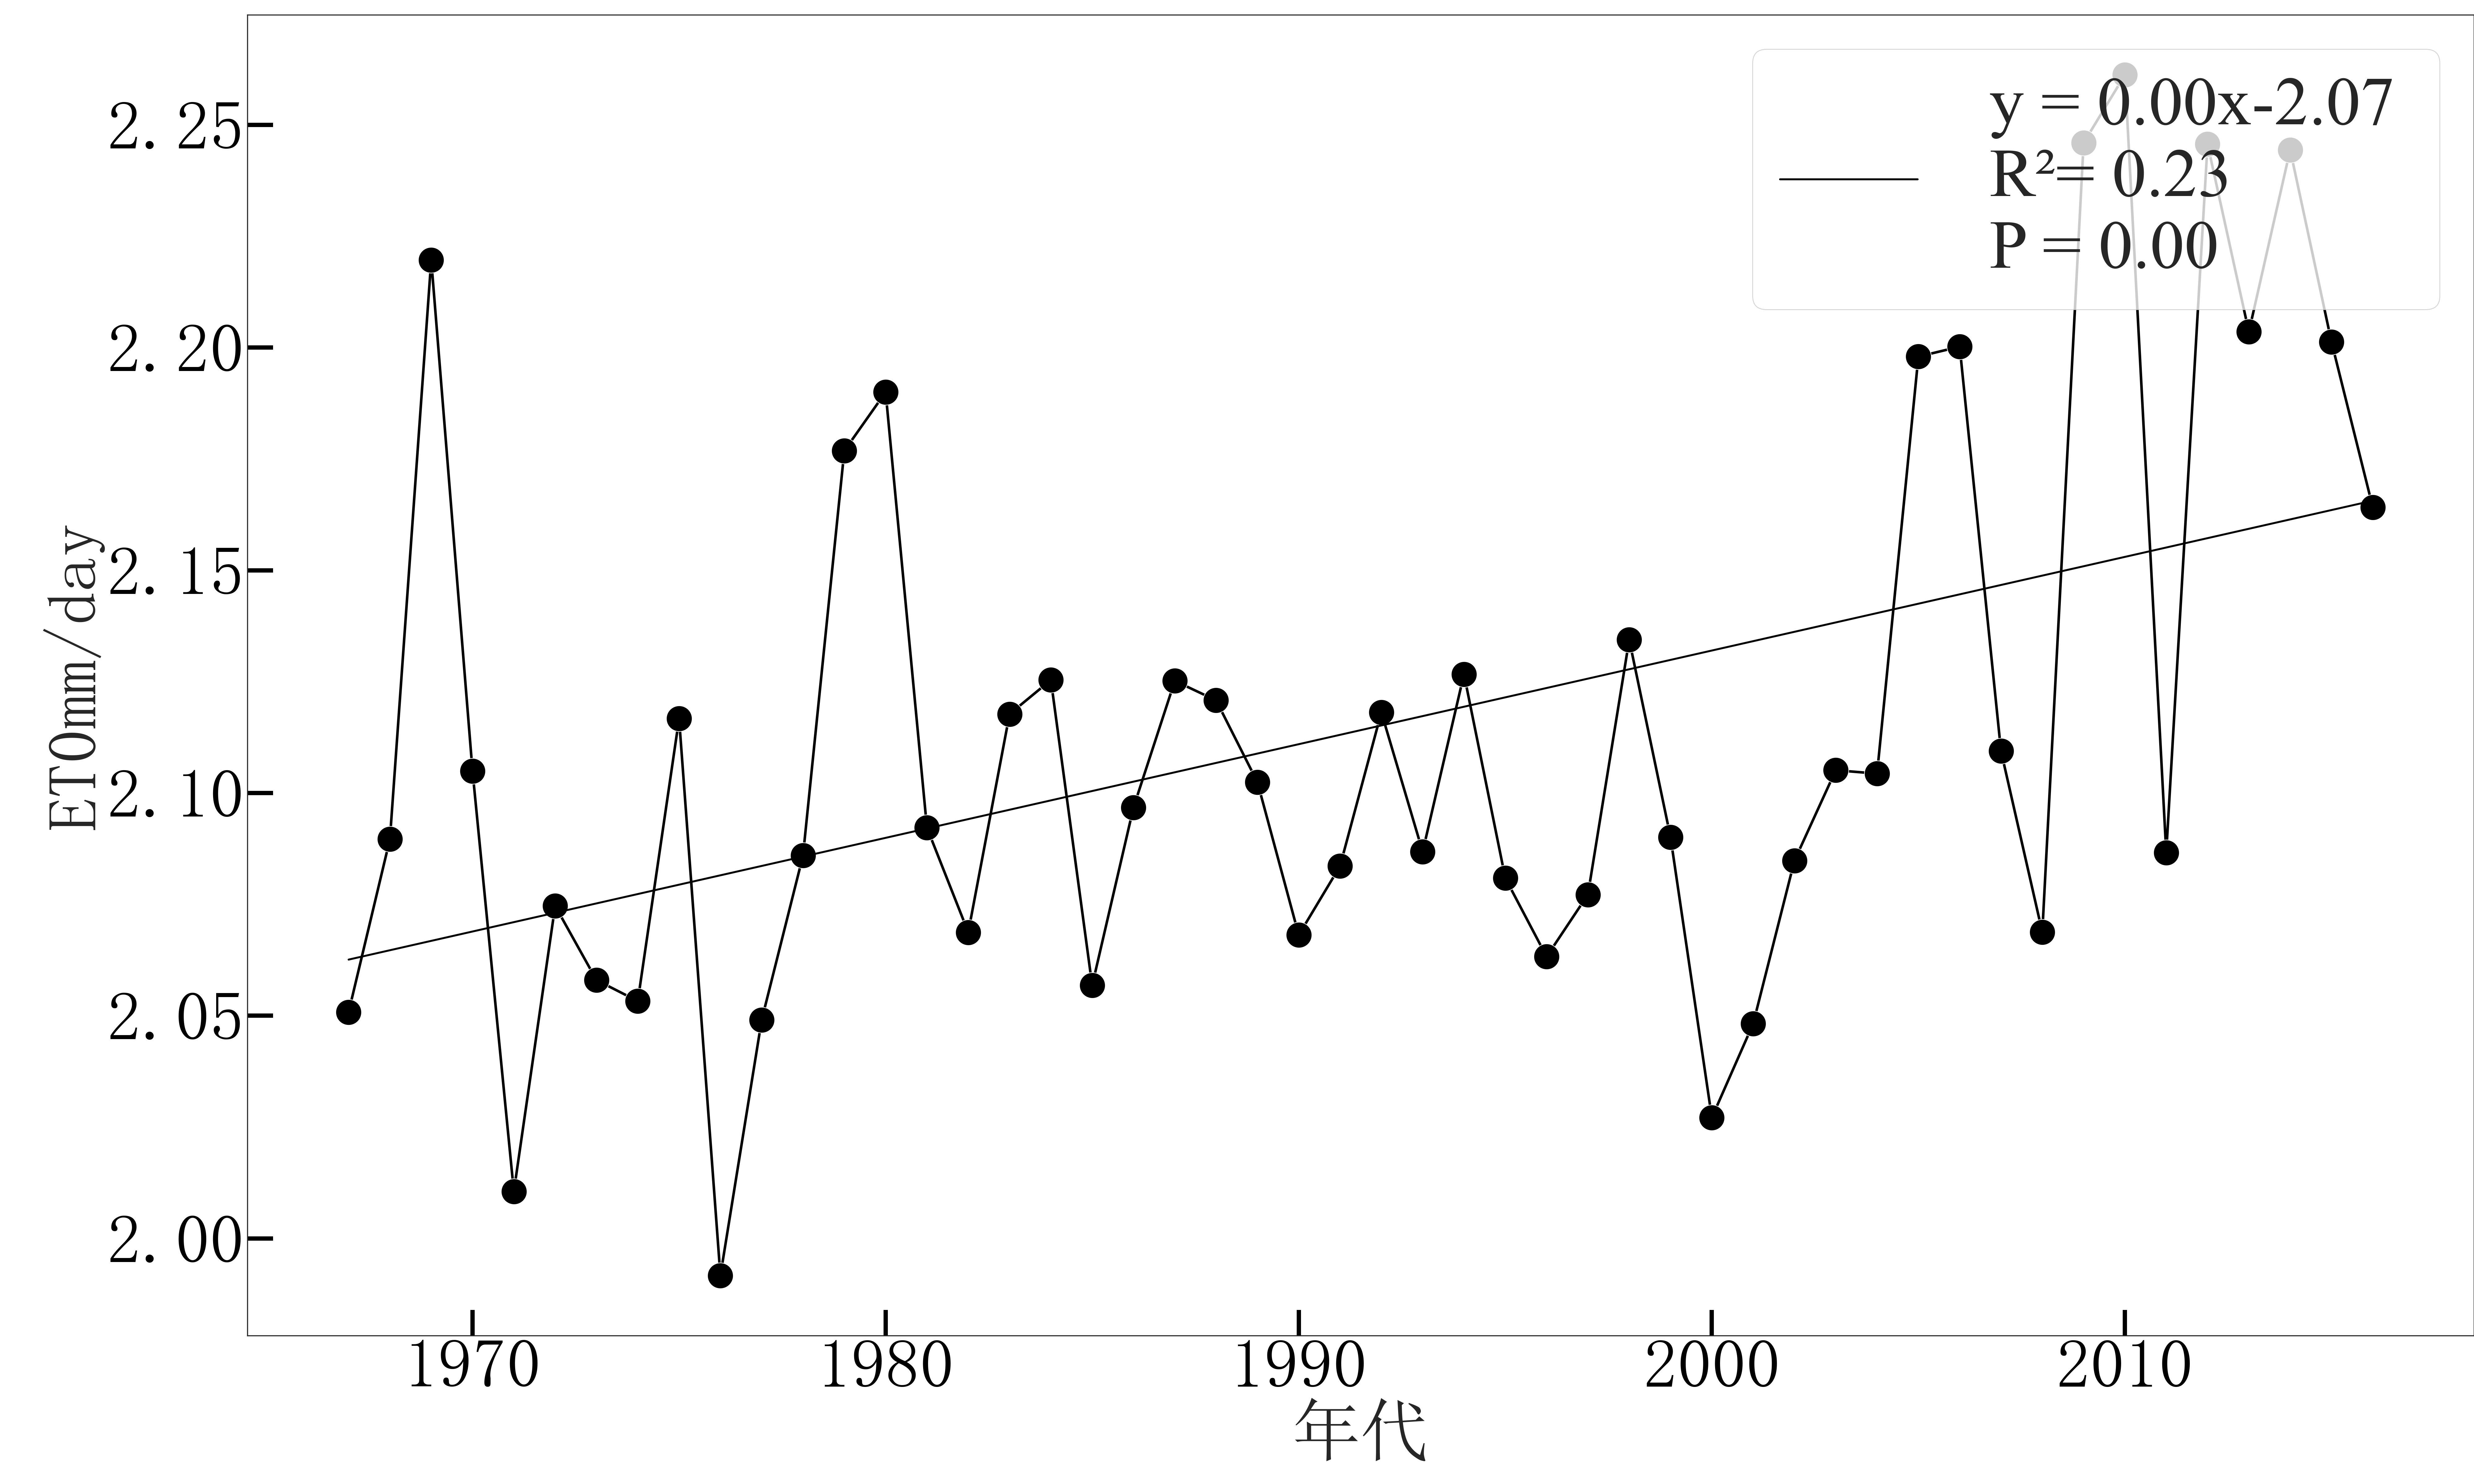 y = 0.00x-2.07
R²= 0.23
P = 0.00
2.25
2.20
2.15
2.10
2.05
2.00
ET0mm/day
1970 1980 1990 2000 2010
年代